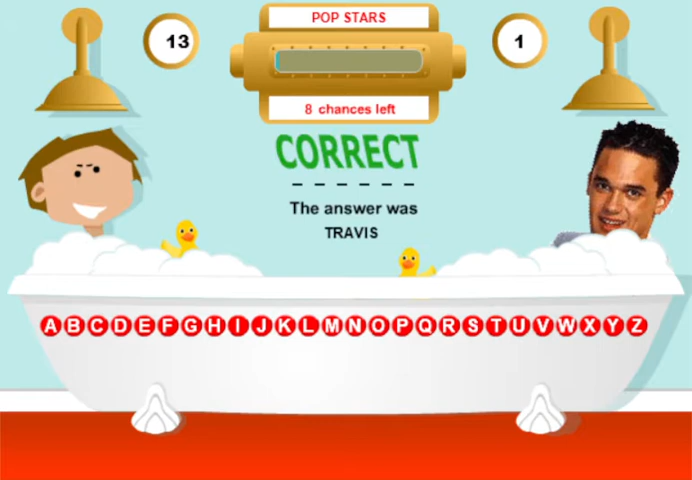 POP STARS
13
1
8 chances left
CORRECT
_ _ _ _ _ _
The answer was
TRAVIS
A B C D E F G H I J K L M N O P Q R S T U V W X Y Z